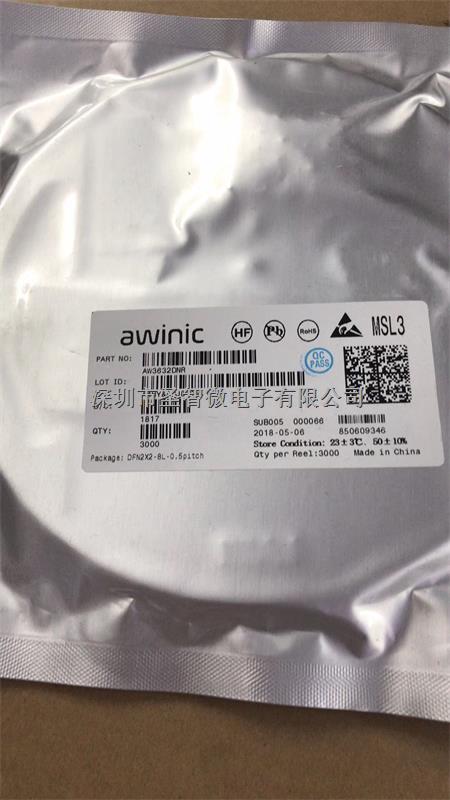 awinic HF Pb RoHS MSL3
PART NO:
AW3632DNR
QC PASS
LOT ID:
深圳市圣智微电子有限公司
1817
SUB005 000066
QTY:
2018-05-06 850609346
3000
Store Condition: 23±3℃, 50±10%
Package: DFN2X2-8L-0.5pitch
Qty per Reel:3000 Made in China